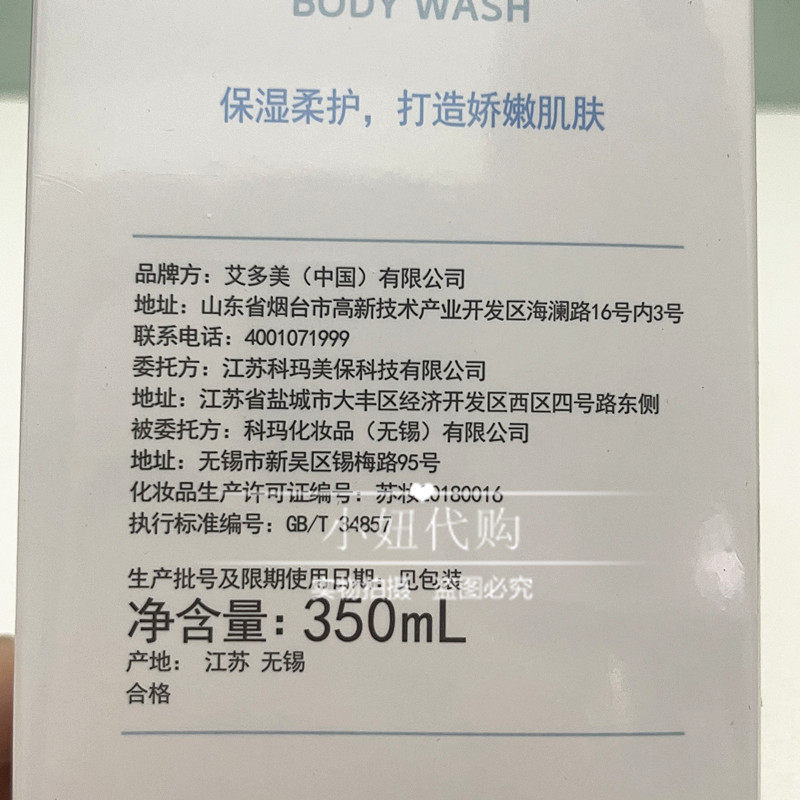 BODY WASH
保湿柔护，打造娇嫩肌肤
品牌方：艾多美（中国）有限公司
地址：山东省烟台市高新技术产业开发区海澜路16号内3号
联系电话：4001071999
委托方：江苏科玛美保科技有限公司
地址：江苏省盐城市大丰区经济开发区西区四号路东侧
被委托方：科玛化妆品（无锡）有限公司
地址：无锡市新吴区锡梅路95号
化妆品生产许可证编号：苏妆20180016
执行标准编号：GB/T 34857
小妞代购
生产批号及限期使用日期：见包装
实物拍摄 盗图必究
净含量：350mL
产地： 江苏 无锡
合格